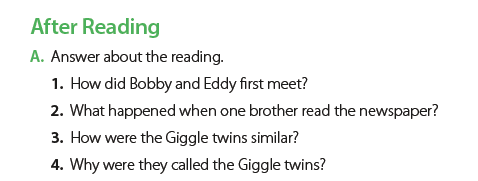 After Reading
A. Answer about the reading.
1. How did Bobby and Eddy first meet?
2. What happened when one brother read the newspaper?
3. How were the Giggle twins similar?
4. Why were they called the Giggle twins?